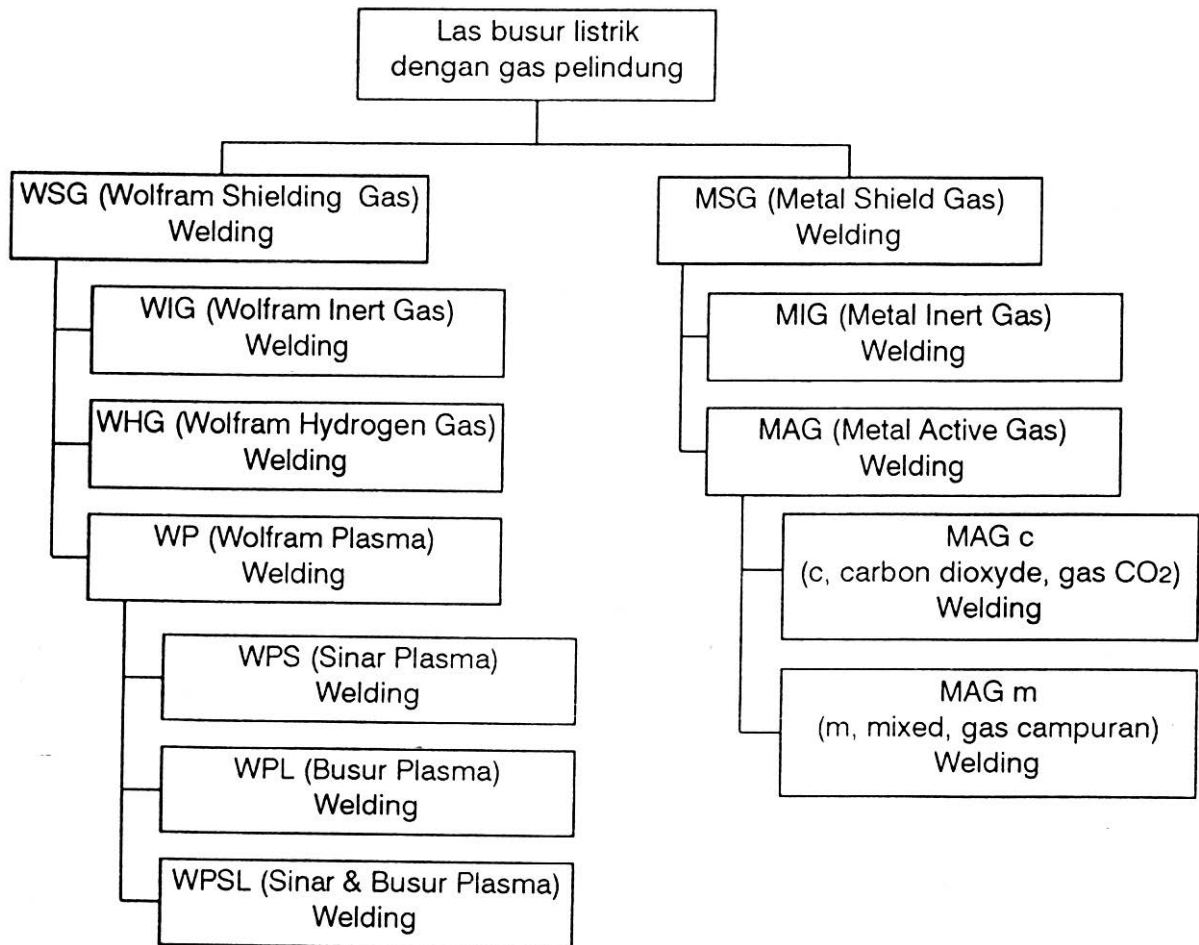 Las busur listrik
dengan gas pelindung
WSG (Wolfram Shielding Gas)
Welding
WIG (Wolfram Inert Gas)
Welding
WHG (Wolfram Hydrogen Gas)
Welding
WP (Wolfram Plasma)
Welding
WPS (Sinar Plasma)
Welding
WPL (Busur Plasma)
Welding
WPSL (Sinar & Busur Plasma)
Welding
MSG (Metal Shield Gas)
Welding
MIG (Metal Inert Gas)
Welding
MAG (Metal Active Gas)
Welding
MAG c
(c, carbon dioxyde, gas CO2)
Welding
MAG m
(m, mixed, gas campuran)
Welding